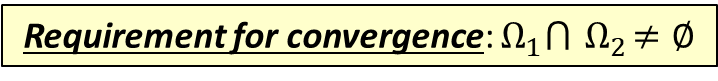 Requirement for convergence: Ω₁ ⋂ Ω₂ ≠ ∅